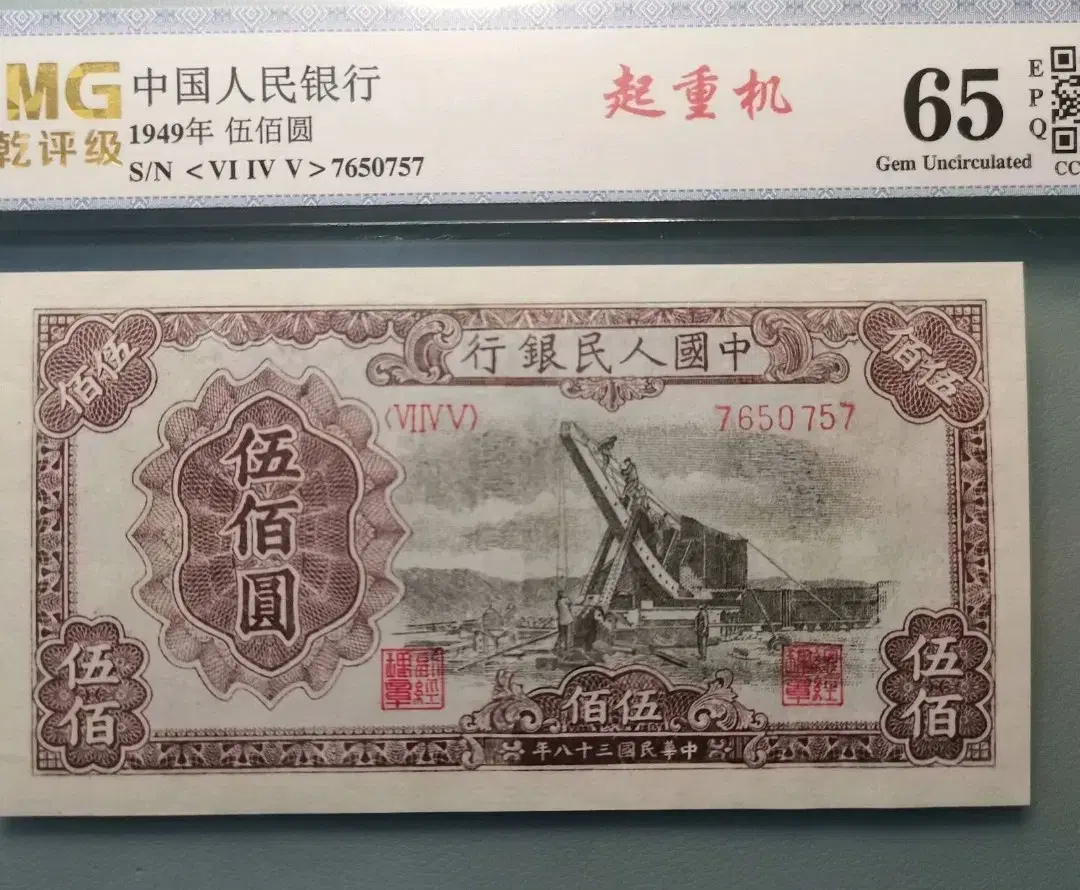 MG
乾评级
中国人民银行
1949年 伍佰圆
S/N <VI IV V>7650757
起重机
65
EPQ
Gem Uncirculated
CC
伍佰
行銀民人國中
伍佰
〈VIIVV〉
7650757
伍佰圓
伍佰
佰伍
伍佰
年八十三國民華中